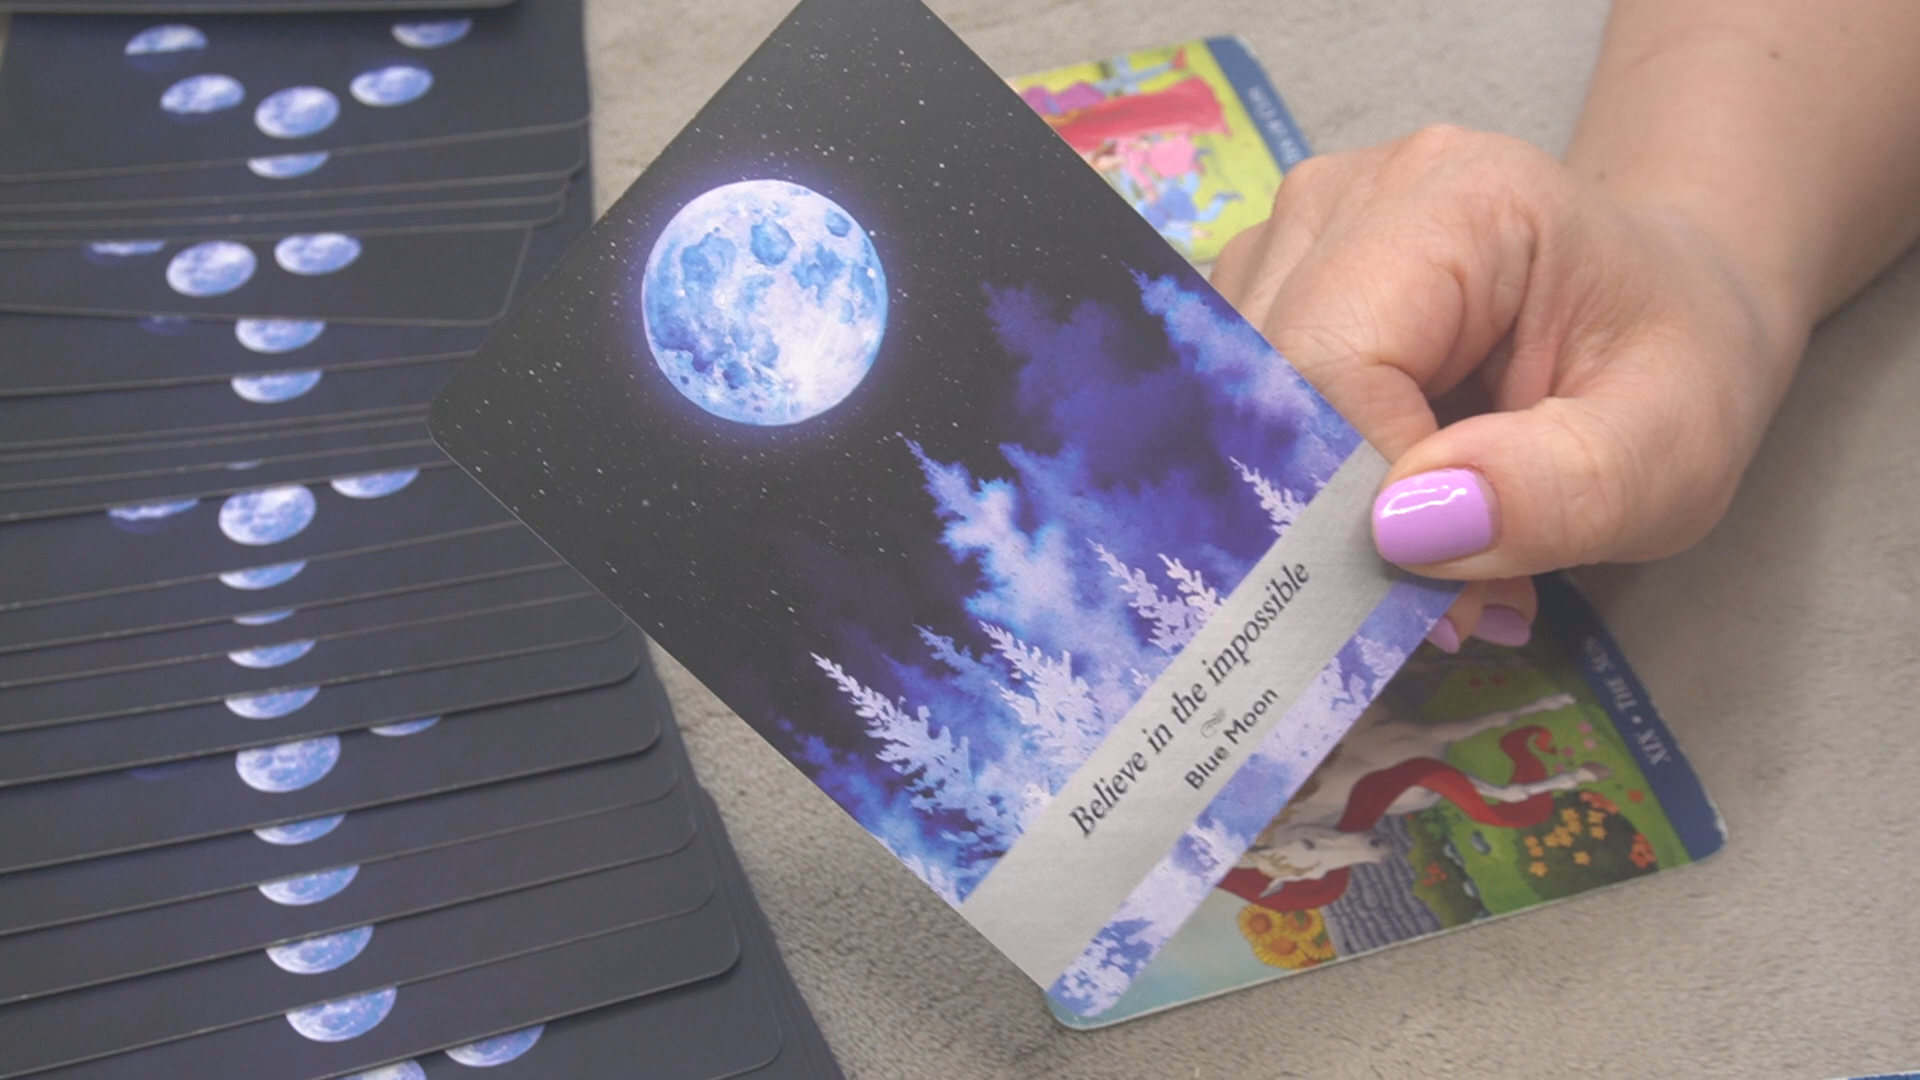 Believe in the impossible
Blue Moon
XIX • THE SUN